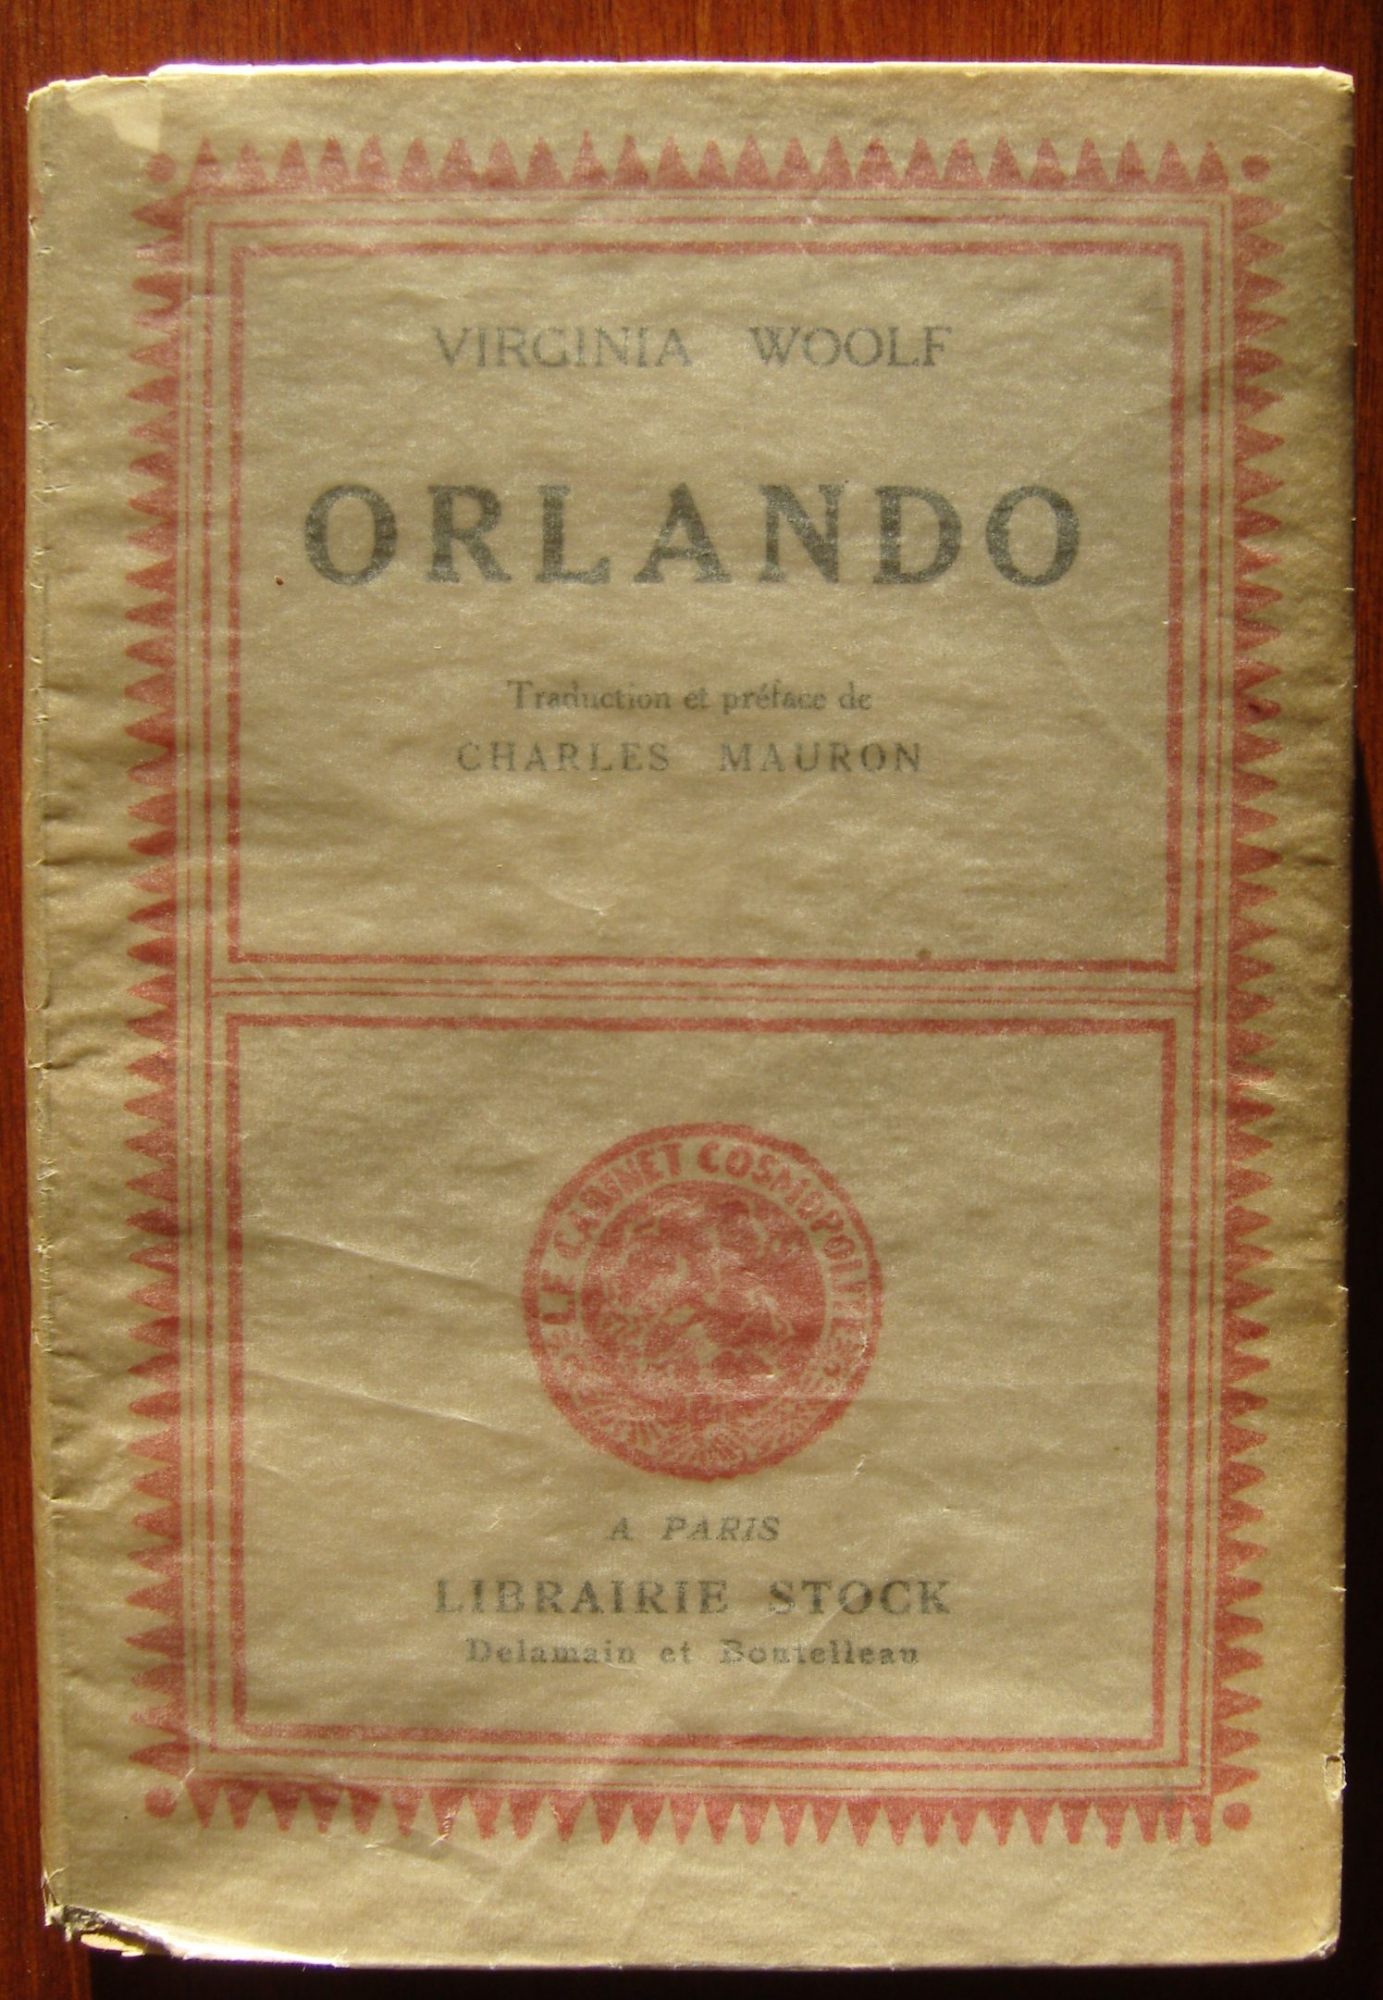 VIRGINIA WOOLF
ORLANDO
Traduction et préface de
CHARLES MAURON
LE CABINET COSMOPOLITE
A PARIS
LIBRAIRIE STOCK
Delamain et Boutelleau